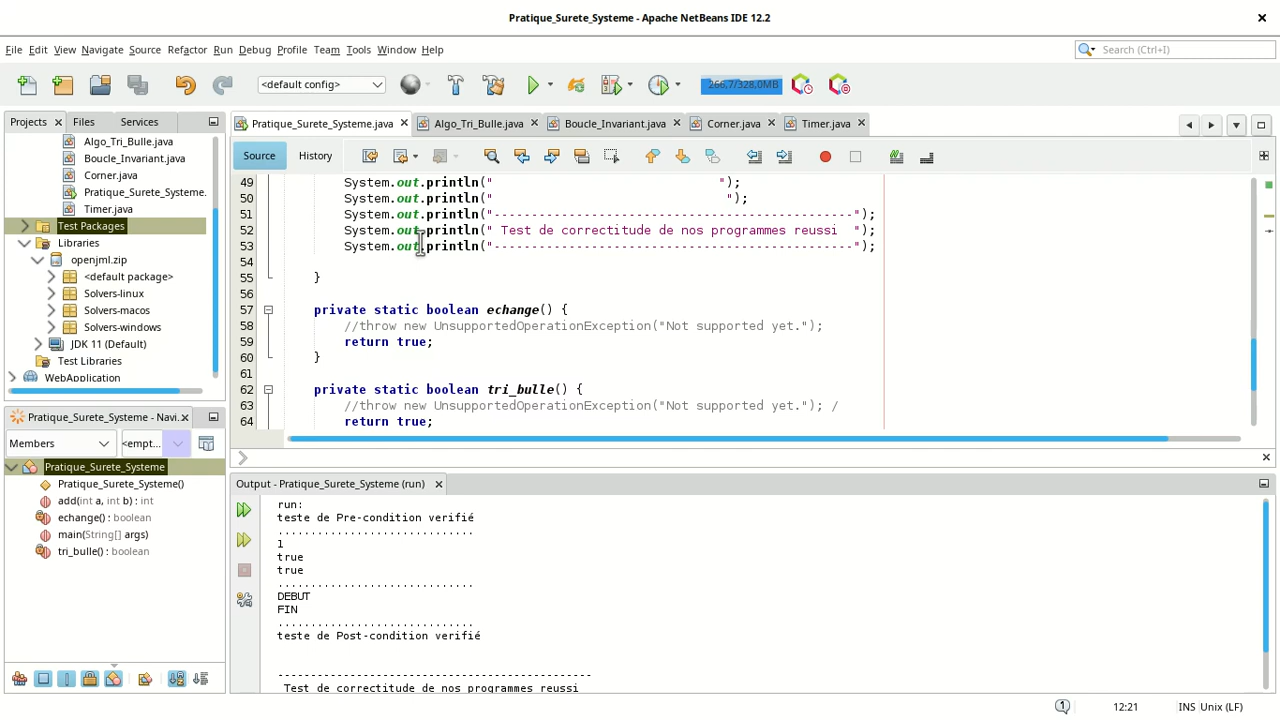 Pratique_Surete_Systeme - Apache NetBeans IDE 12.2
File Edit View Navigate Source Refactor Run Debug Profile Team Tools Window Help
Search (Ctrl+I)
<default config>
266.7/328.0MB
Projects Files Services
Algo_Tri_Bulle.java
Boucle_Invariant.java
Corner.java
Pratique_Surete_Systeme.
Timer.java
Test Packages
Libraries
openjml.zip
<default package>
Solvers-linux
Solvers-macos
Solvers-windows
JDK 11 (Default)
Test Libraries
WebApplication
Pratique_Surete_Systeme.java Algo_Tri_Bulle.java Boucle_Invariant.java Corner.java Timer.java
Source History
49 System.out.println("                              ");
50 System.out.println("                               ");
51 System.out.println("------------------------------------------------");
52 System.out.println(" Test de correctitude de nos programmes reussi  ");
53 System.out.println("------------------------------------------------");
54
55 }
56
57 private static boolean echange() {
58 //throw new UnsupportedOperationException("Not supported yet.");
59 return true;
60 }
61
62 private static boolean tri_bulle() {
63 //throw new UnsupportedOperationException("Not supported yet."); /
64 return true;
Pratique_Surete_Systeme - Navi.
Members <empt...
Pratique_Surete_Systeme
Pratique_Surete_Systeme()
add(int a, int b) : int
echange() : boolean
main(String[] args)
tri_bulle() : boolean
Output - Pratique_Surete_Systeme (run)
run:
teste de Pre-condition verifié
..............................
1
true
true
..............................
DEBUT
FIN
..............................
teste de Post-condition verifié
------------------------------------------------
Test de correctitude de nos programmes reussi
1 12:21 INS Unix (LF)